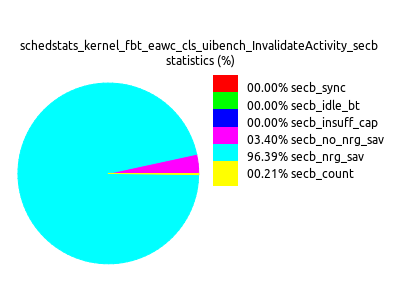 schedstats_kernel_fbt_eawc_cls_uibench_InvalidateActivity_secb
statistics (%)
00.00% secb_sync
00.00% secb_idle_bt
00.00% secb_insuff_cap
03.40% secb_no_nrg_sav
96.39% secb_nrg_sav
00.21% secb_count